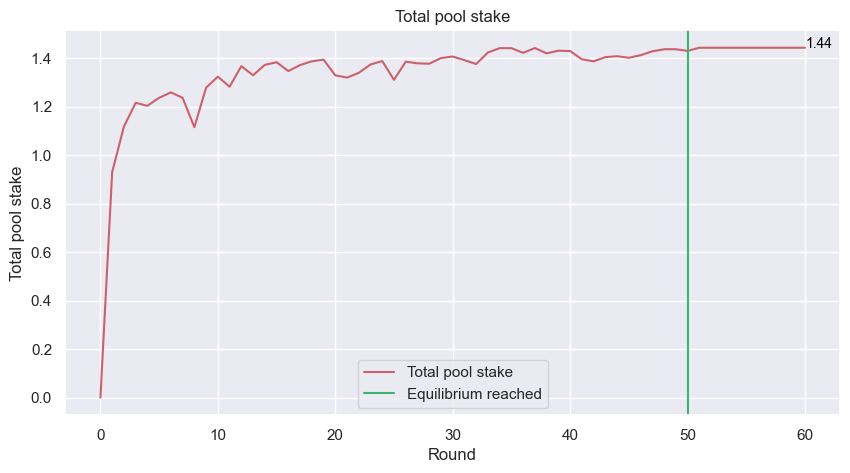 Total pool stake
1.44
1.4
1.2
1.0
0.8
0.6
0.4
0.2
0.0
Total pool stake
Total pool stake
Equilibrium reached
0 10 20 30 40 50 60
Round